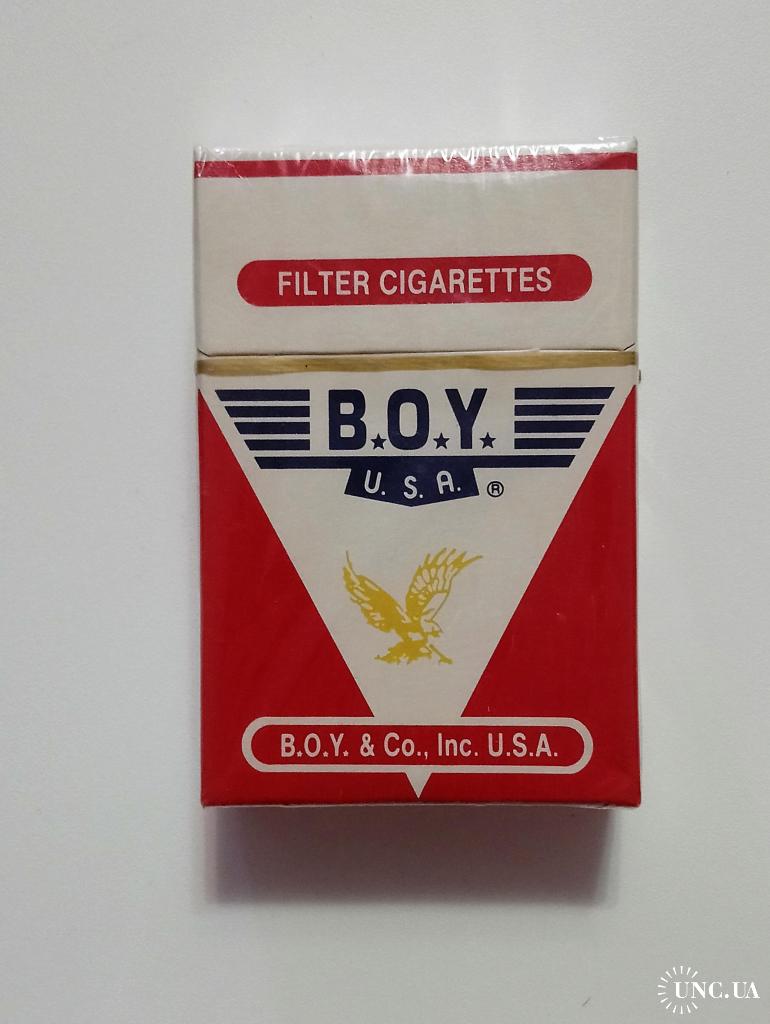 FILTER CIGARETTES
B.O.Y.
U. S. A. ®
B.O.Y. & Co., Inc. U.S.A.
UNC.UA